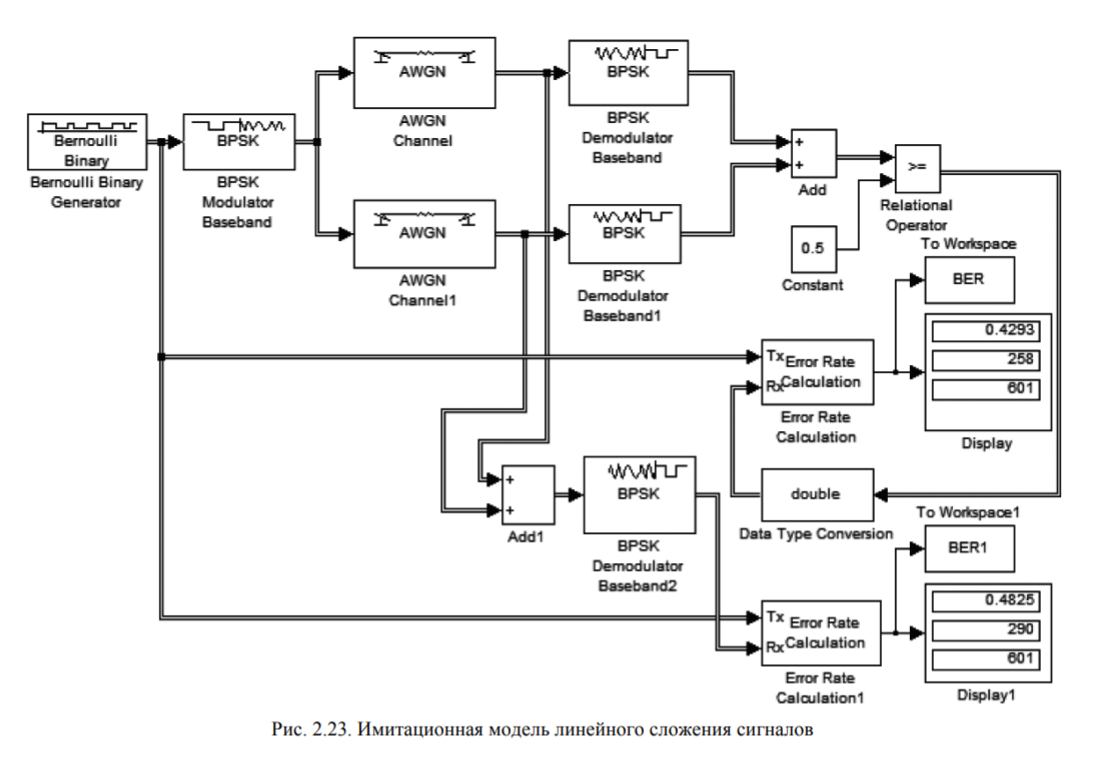 Bernoulli
Binary
Bernoulli Binary
Generator
BPSK
BPSK
Modulator
Baseband
AWGN
AWGN
Channel
AWGN
AWGN
Channel1
BPSK
BPSK
Demodulator
Baseband
BPSK
BPSK
Demodulator
Baseband1
+
+
Add
>=
Relational
Operator
0.5
Constant
To Workspace
BER
0.4293
258
601
Display
Tx
Rx
Error Rate
Calculation
Error Rate
Calculation
double
Data Type Conversion
+
+
Add1
BPSK
BPSK
Demodulator
Baseband2
To Workspace1
BER1
0.4825
290
601
Display1
Tx
Rx
Error Rate
Calculation
Error Rate
Calculation1
Рис. 2.23. Имитационная модель линейного сложения сигналов